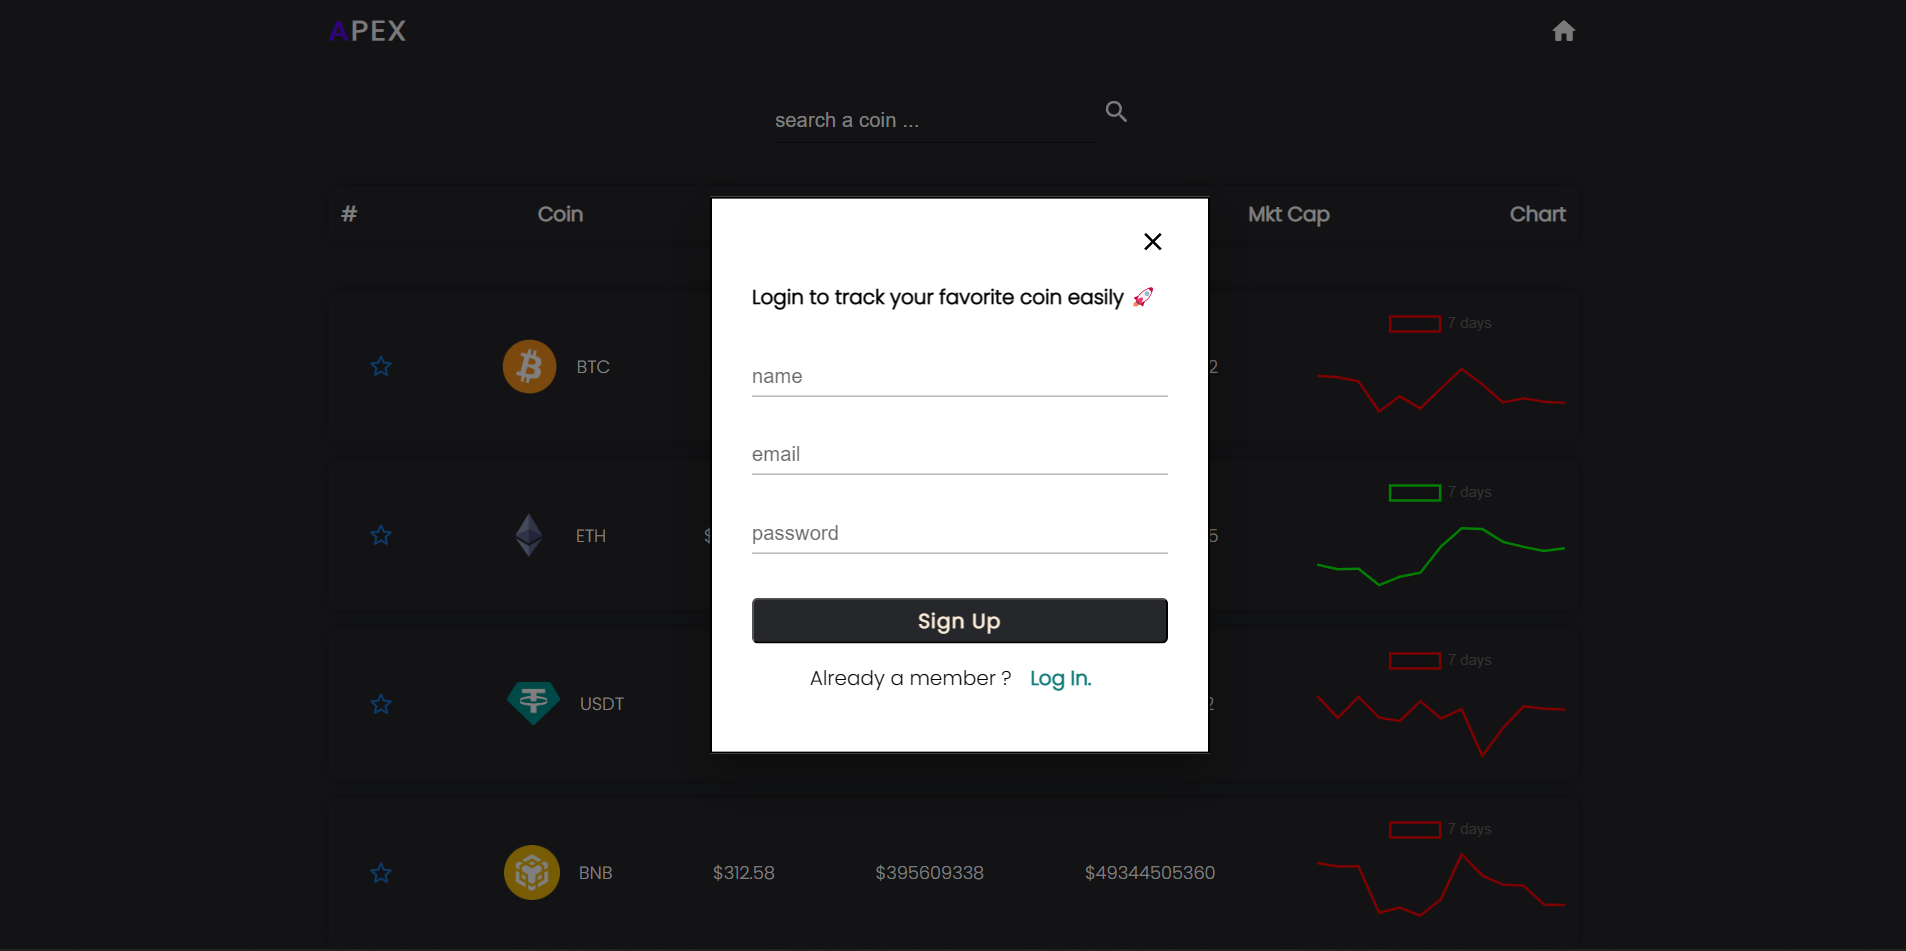 APEX
search a coin ...
# Coin Mkt Cap Chart
Login to track your favorite coin easily 🚀
name
email
password
Sign Up
Already a member ? Log In.
7 days
BTC 2
7 days
ETH $ 5
7 days
USDT 2
7 days
BNB $312.58 $395609338 $49344505360